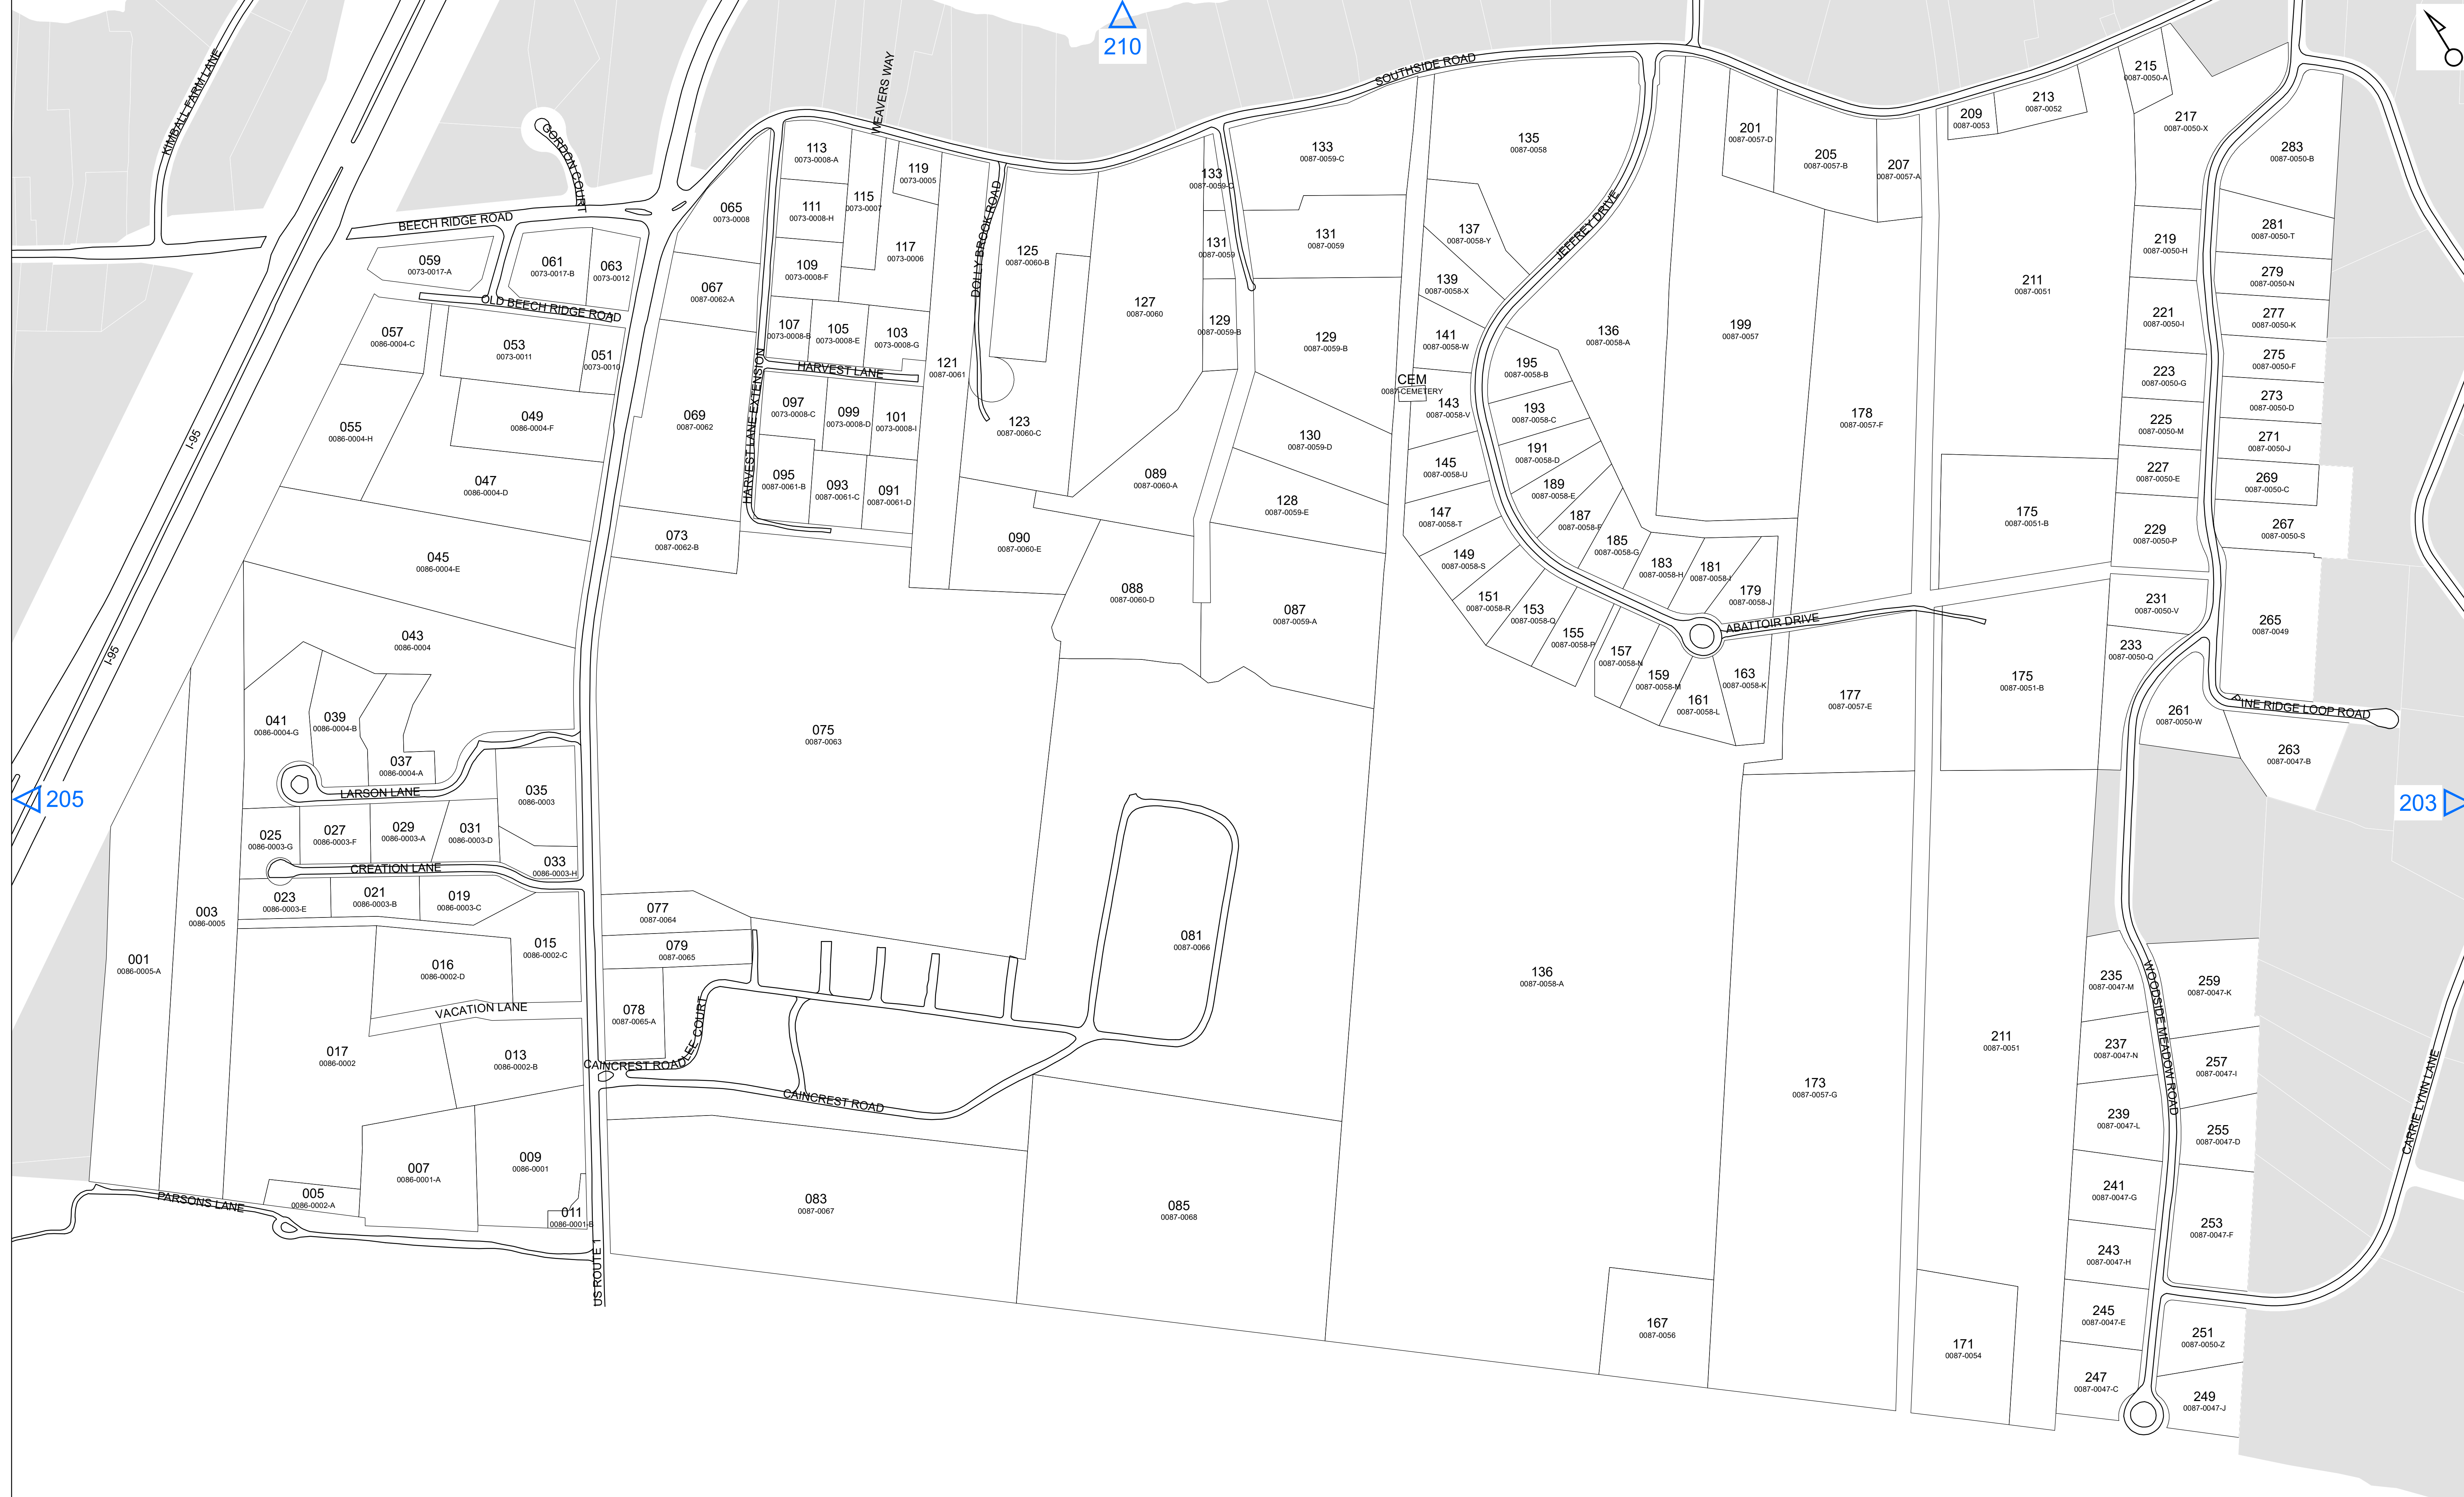 210
KIMBALL FARM LANE
GORDON COURT
WEAVERS WAY
SOUTHSIDE ROAD
BEECH RIDGE ROAD
OLD BEECH RIDGE ROAD
DOLLY BROOK ROAD
JEFFREY DRIVE
HARVEST LANE
HARVEST LANE EXTENSION
I-95
I-95
ABATTOIR DRIVE
PINE RIDGE LOOP ROAD
LARSON LANE
CREATION LANE
VACATION LANE
LEE COURT
CAINCREST ROAD
CAINCREST ROAD
PARSONS LANE
US ROUTE 1
WOODSIDE MEADOW ROAD
CARRIE LYNN LANE
205
203
059
0073-0017-A
061
0073-0017-B
063
0073-0012
057
0086-0004-C
053
0073-0011
051
0073-0010
055
0086-0004-H
049
0086-0004-F
047
0086-0004-D
045
0086-0004-E
043
0086-0004
041
0086-0004-G
039
0086-0004-B
037
0086-0004-A
035
0086-0003
025
0086-0003-G
027
0086-0003-F
029
0086-0003-A
031
0086-0003-D
033
0086-0003-H
023
0086-0003-E
021
0086-0003-B
019
0086-0003-C
003
0086-0005
001
0086-0005-A
015
0086-0002-C
016
0086-0002-D
017
0086-0002
013
0086-0002-B
009
0086-0001
007
0086-0001-A
005
0086-0002-A
011
0086-0001-B
065
0073-0008
067
0087-0062-A
069
0087-0062
073
0087-0062-B
113
0073-0008-A
111
0073-0008-H
109
0073-0008-F
107
0073-0008-B
105
0073-0008-E
103
0073-0008-G
115
0073-0007
119
0073-0005
117
0073-0006
097
0073-0008-C
099
0073-0008-D
101
0073-0008-I
095
0087-0061-B
093
0087-0061-C
091
0087-0061-D
121
0087-0061
125
0087-0060-B
123
0087-0060-C
127
0087-0060
089
0087-0060-A
090
0087-0060-E
088
0087-0060-D
087
0087-0059-A
133
0087-0059-C
133
0087-0059-C
131
0087-0059
131
0087-0059
129
0087-0059-B
129
0087-0059-B
130
0087-0059-D
128
0087-0059-E
075
0087-0063
077
0087-0064
079
0087-0065
078
0087-0065-A
081
0087-0066
083
0087-0067
085
0087-0068
135
0087-0058
137
0087-0058-Y
139
0087-0058-X
141
0087-0058-W
CEM
0087-CEMETERY
143
0087-0058-V
145
0087-0058-U
147
0087-0058-T
149
0087-0058-S
151
0087-0058-R
153
0087-0058-Q
155
0087-0058-P
157
0087-0058-N
159
0087-0058-M
161
0087-0058-L
163
0087-0058-K
179
0087-0058-J
181
0087-0058-I
183
0087-0058-H
185
0087-0058-G
187
0087-0058-F
189
0087-0058-E
191
0087-0058-D
193
0087-0058-C
195
0087-0058-B
136
0087-0058-A
136
0087-0058-A
199
0087-0057
201
0087-0057-D
205
0087-0057-B
207
0087-0057-A
178
0087-0057-F
177
0087-0057-E
173
0087-0057-G
167
0087-0056
171
0087-0054
209
0087-0053
213
0087-0052
211
0087-0051
211
0087-0051
175
0087-0051-B
175
0087-0051-B
215
0087-0050-A
217
0087-0050-X
219
0087-0050-H
221
0087-0050-I
223
0087-0050-G
225
0087-0050-M
227
0087-0050-E
229
0087-0050-P
231
0087-0050-V
233
0087-0050-Q
283
0087-0050-B
281
0087-0050-T
279
0087-0050-N
277
0087-0050-K
275
0087-0050-F
273
0087-0050-D
271
0087-0050-J
269
0087-0050-C
267
0087-0050-S
265
0087-0049
261
0087-0050-W
263
0087-0047-B
235
0087-0047-M
237
0087-0047-N
239
0087-0047-L
241
0087-0047-G
243
0087-0047-H
245
0087-0047-E
247
0087-0047-C
259
0087-0047-K
257
0087-0047-I
255
0087-0047-D
253
0087-0047-F
251
0087-0050-Z
249
0087-0047-J